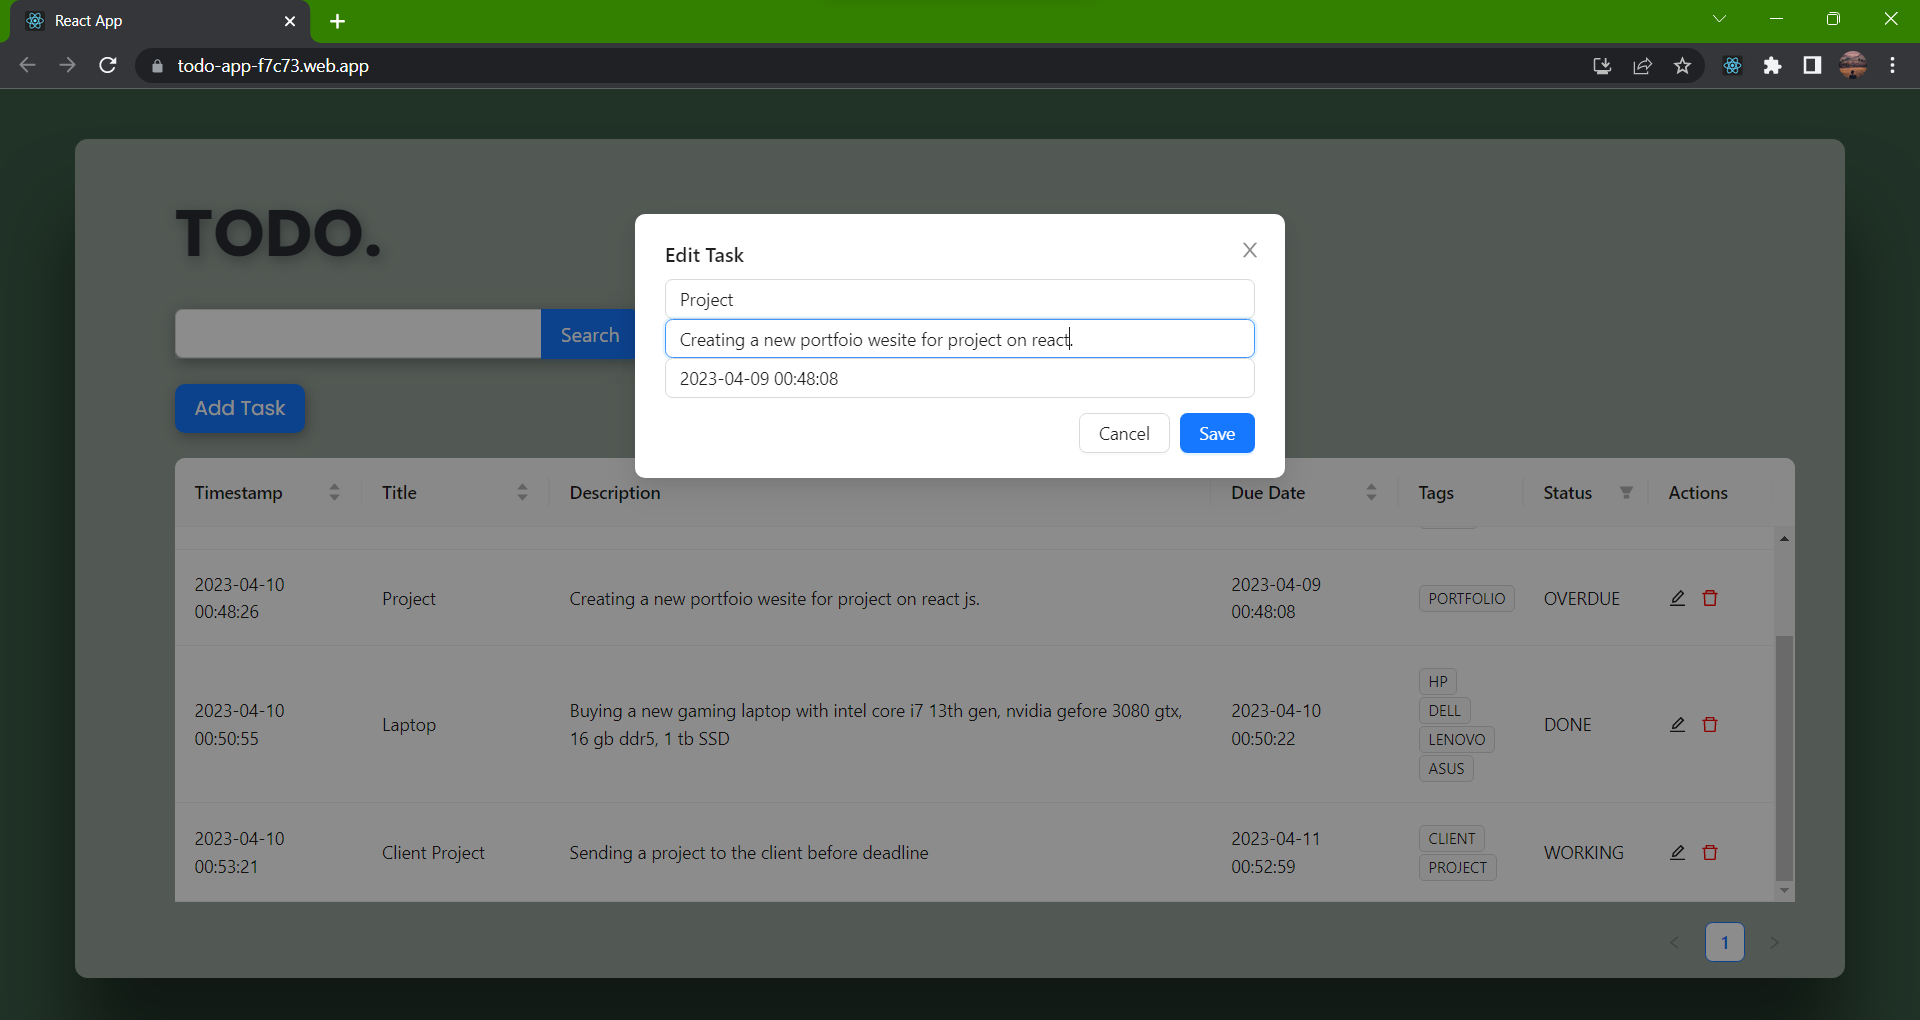 React App
todo-app-f7c73.web.app
TODO.
Search
Add Task
Edit Task
Project
Creating a new portfoio wesite for project on react.
2023-04-09 00:48:08
Cancel
Save
Timestamp
Title
Description
Due Date
Tags
Status
Actions
2023-04-10
00:48:26
Project
Creating a new portfoio wesite for project on react js.
2023-04-09
00:48:08
PORTFOLIO
OVERDUE
2023-04-10
00:50:55
Laptop
Buying a new gaming laptop with intel core i7 13th gen, nvidia gefore 3080 gtx,
16 gb ddr5, 1 tb SSD
2023-04-10
00:50:22
HP
DELL
LENOVO
ASUS
DONE
2023-04-10
00:53:21
Client Project
Sending a project to the client before deadline
2023-04-11
00:52:59
CLIENT
PROJECT
WORKING
1